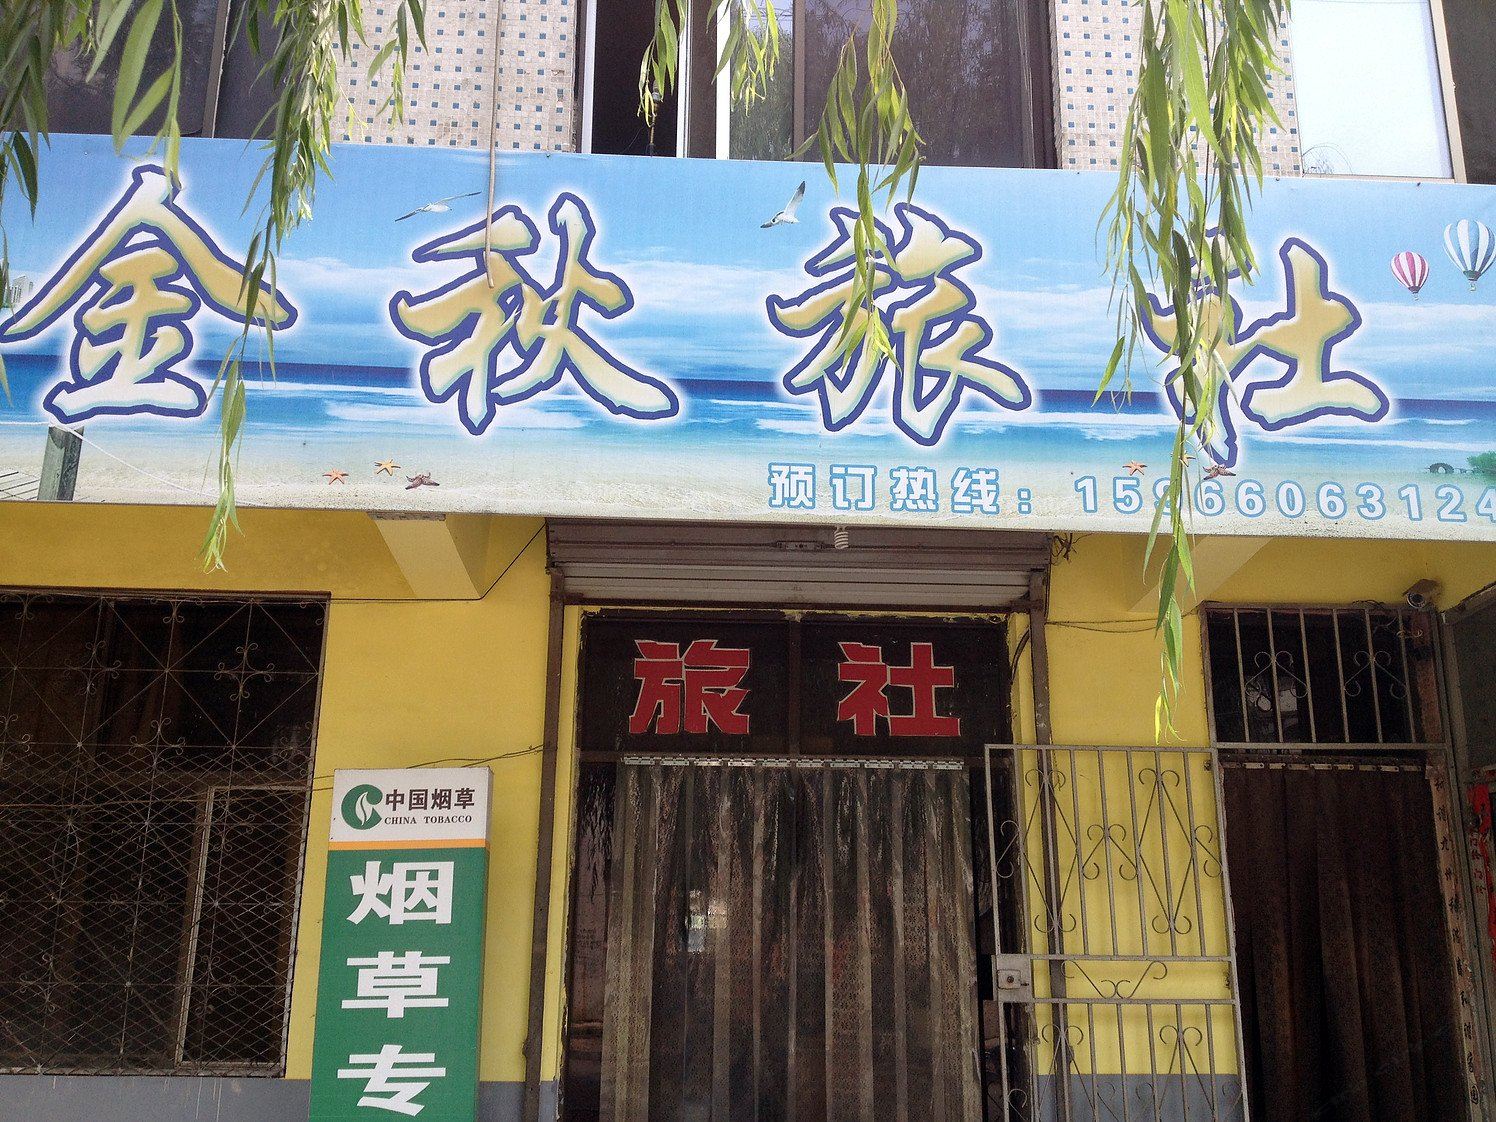 金秋旅社
预订热线：15966063124
旅社
中国烟草
CHINA TOBACCO
烟
草
专